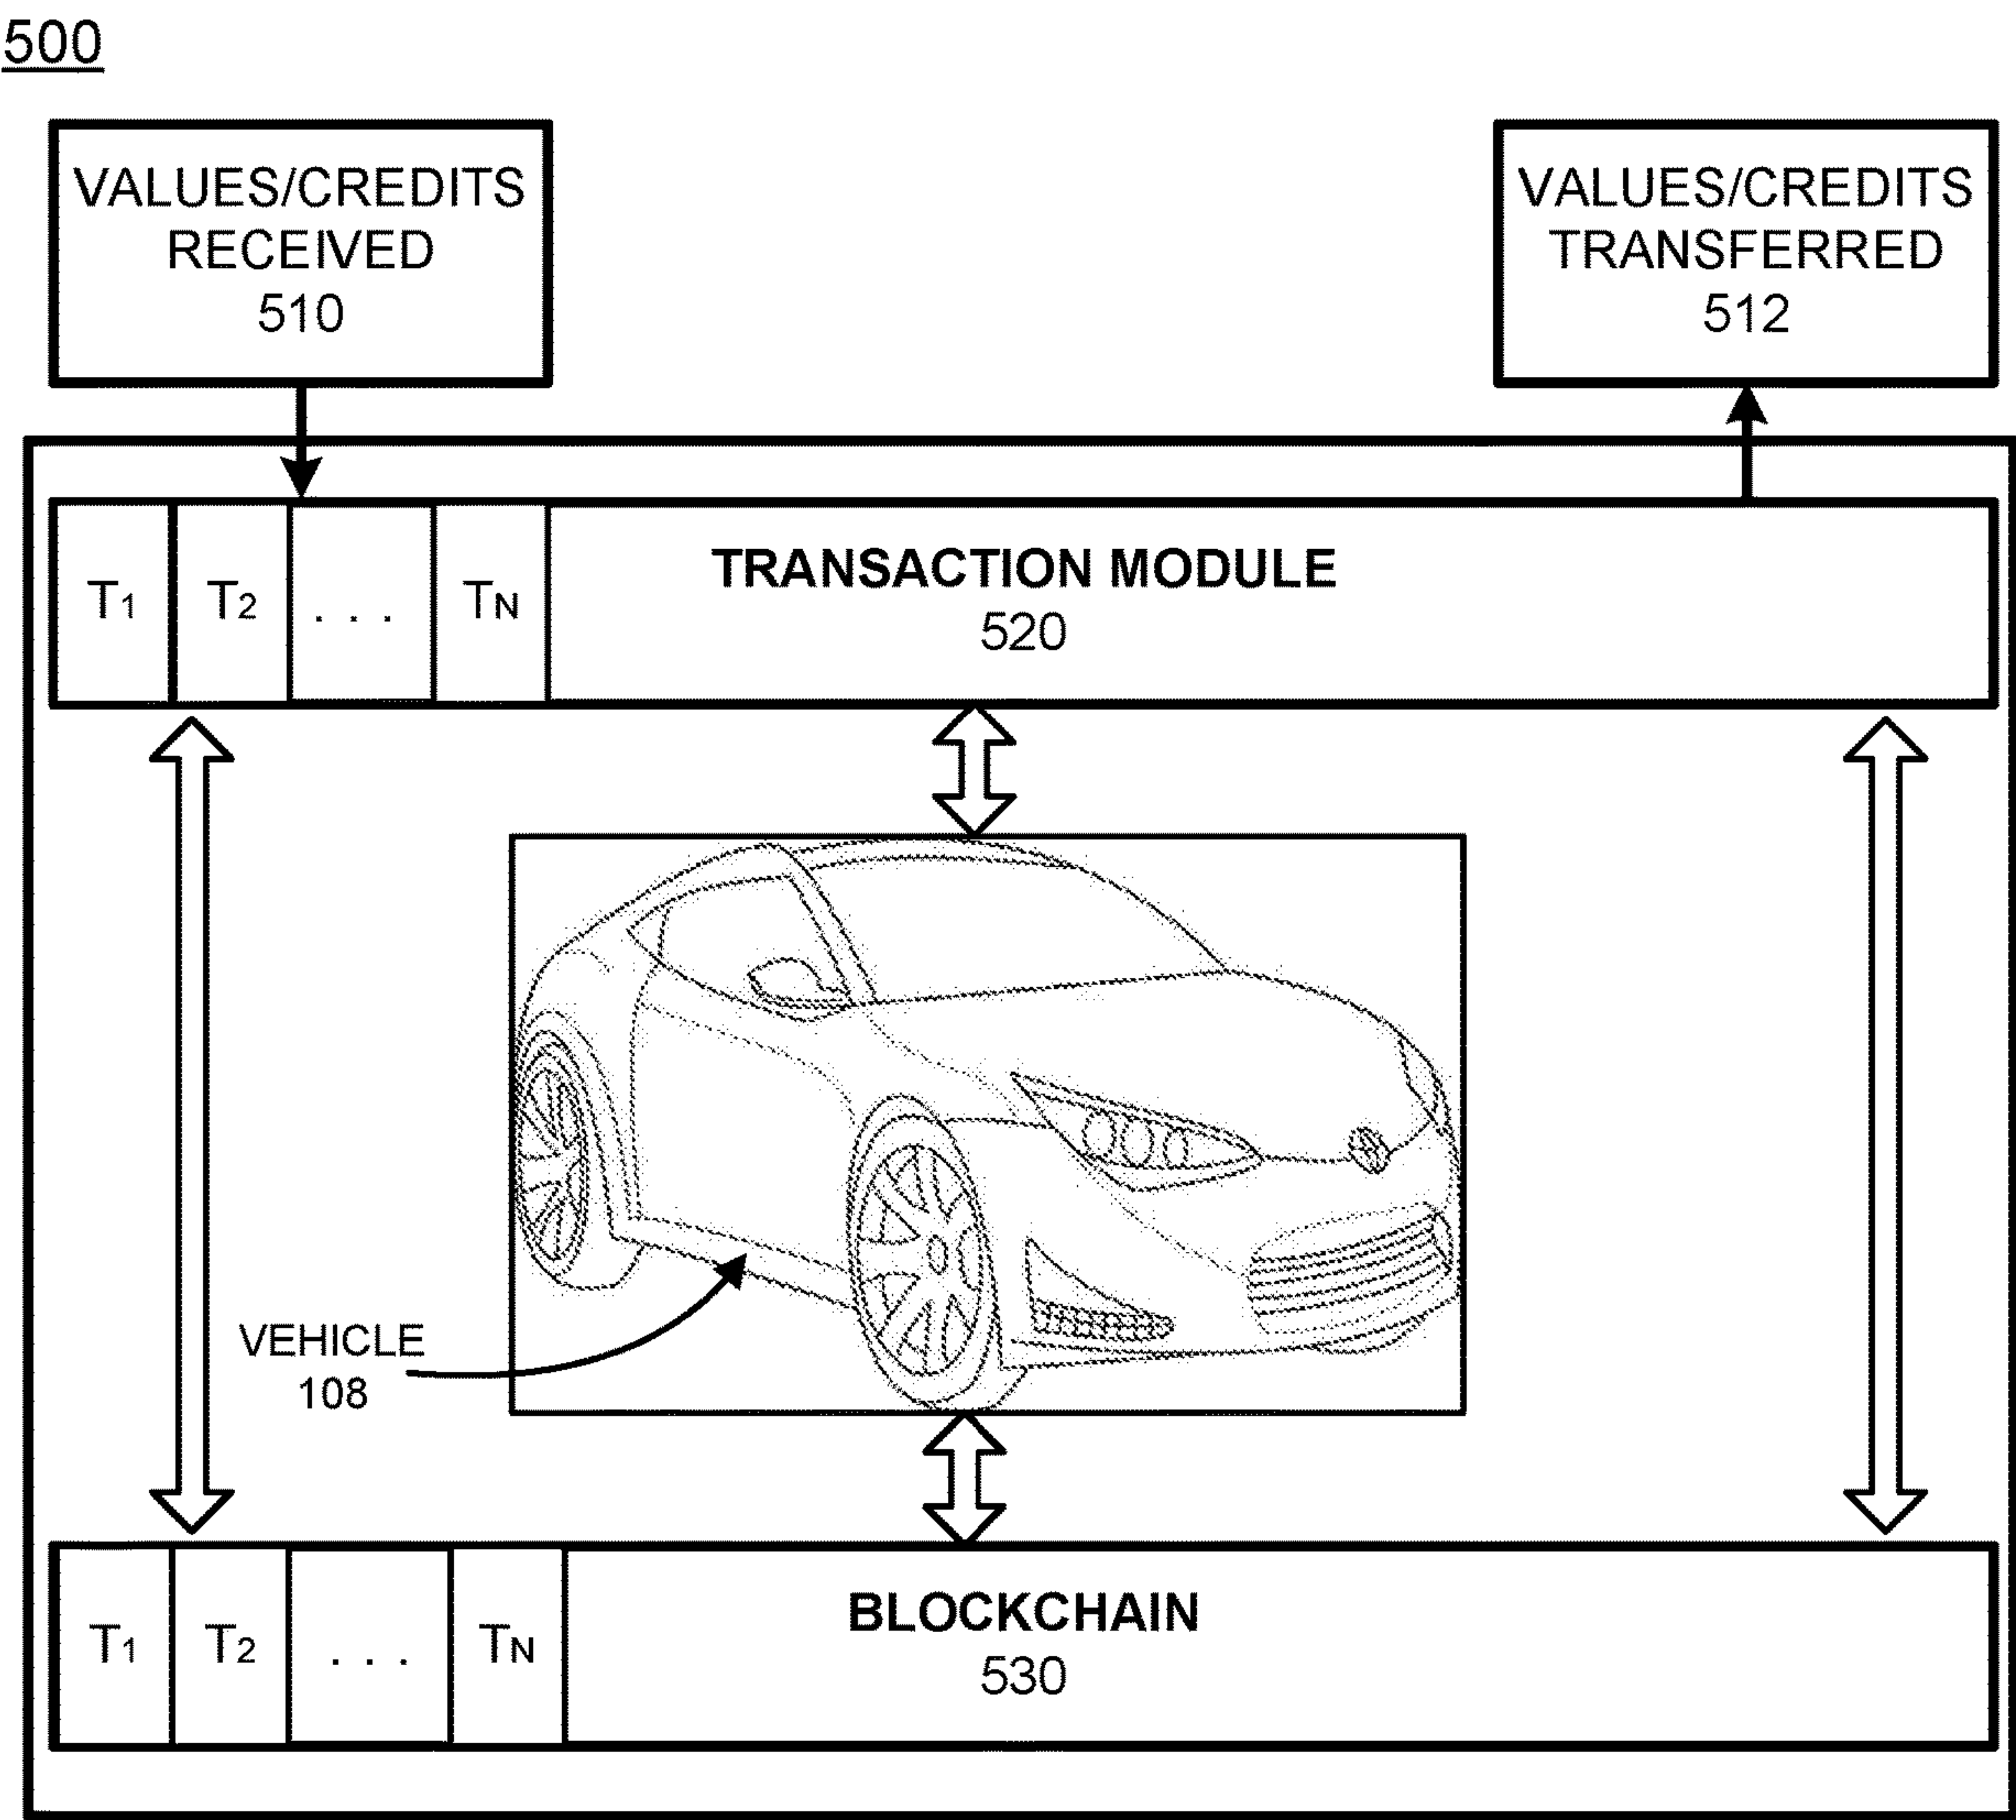 500
VALUES/CREDITS
RECEIVED
510
VALUES/CREDITS
TRANSFERRED
512
T1 T2 . . . TN
TRANSACTION MODULE
520
VEHICLE
108
T1 T2 . . . TN
BLOCKCHAIN
530